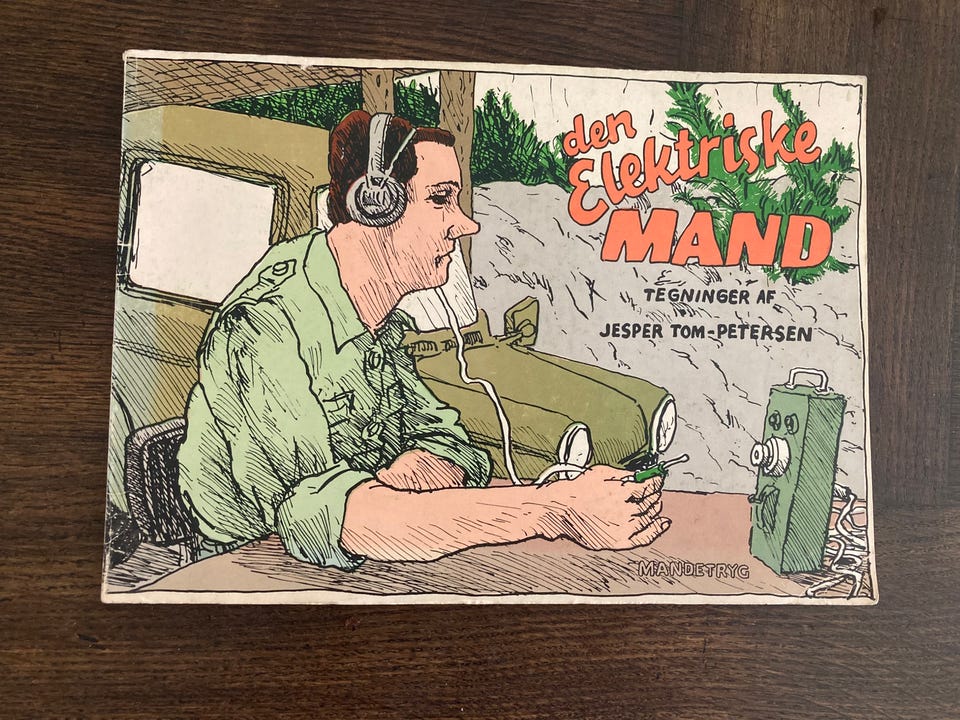 den
Elektriske
MAND
TEGNINGER AF
JESPER TOM-PETERSEN
MANDETRYG